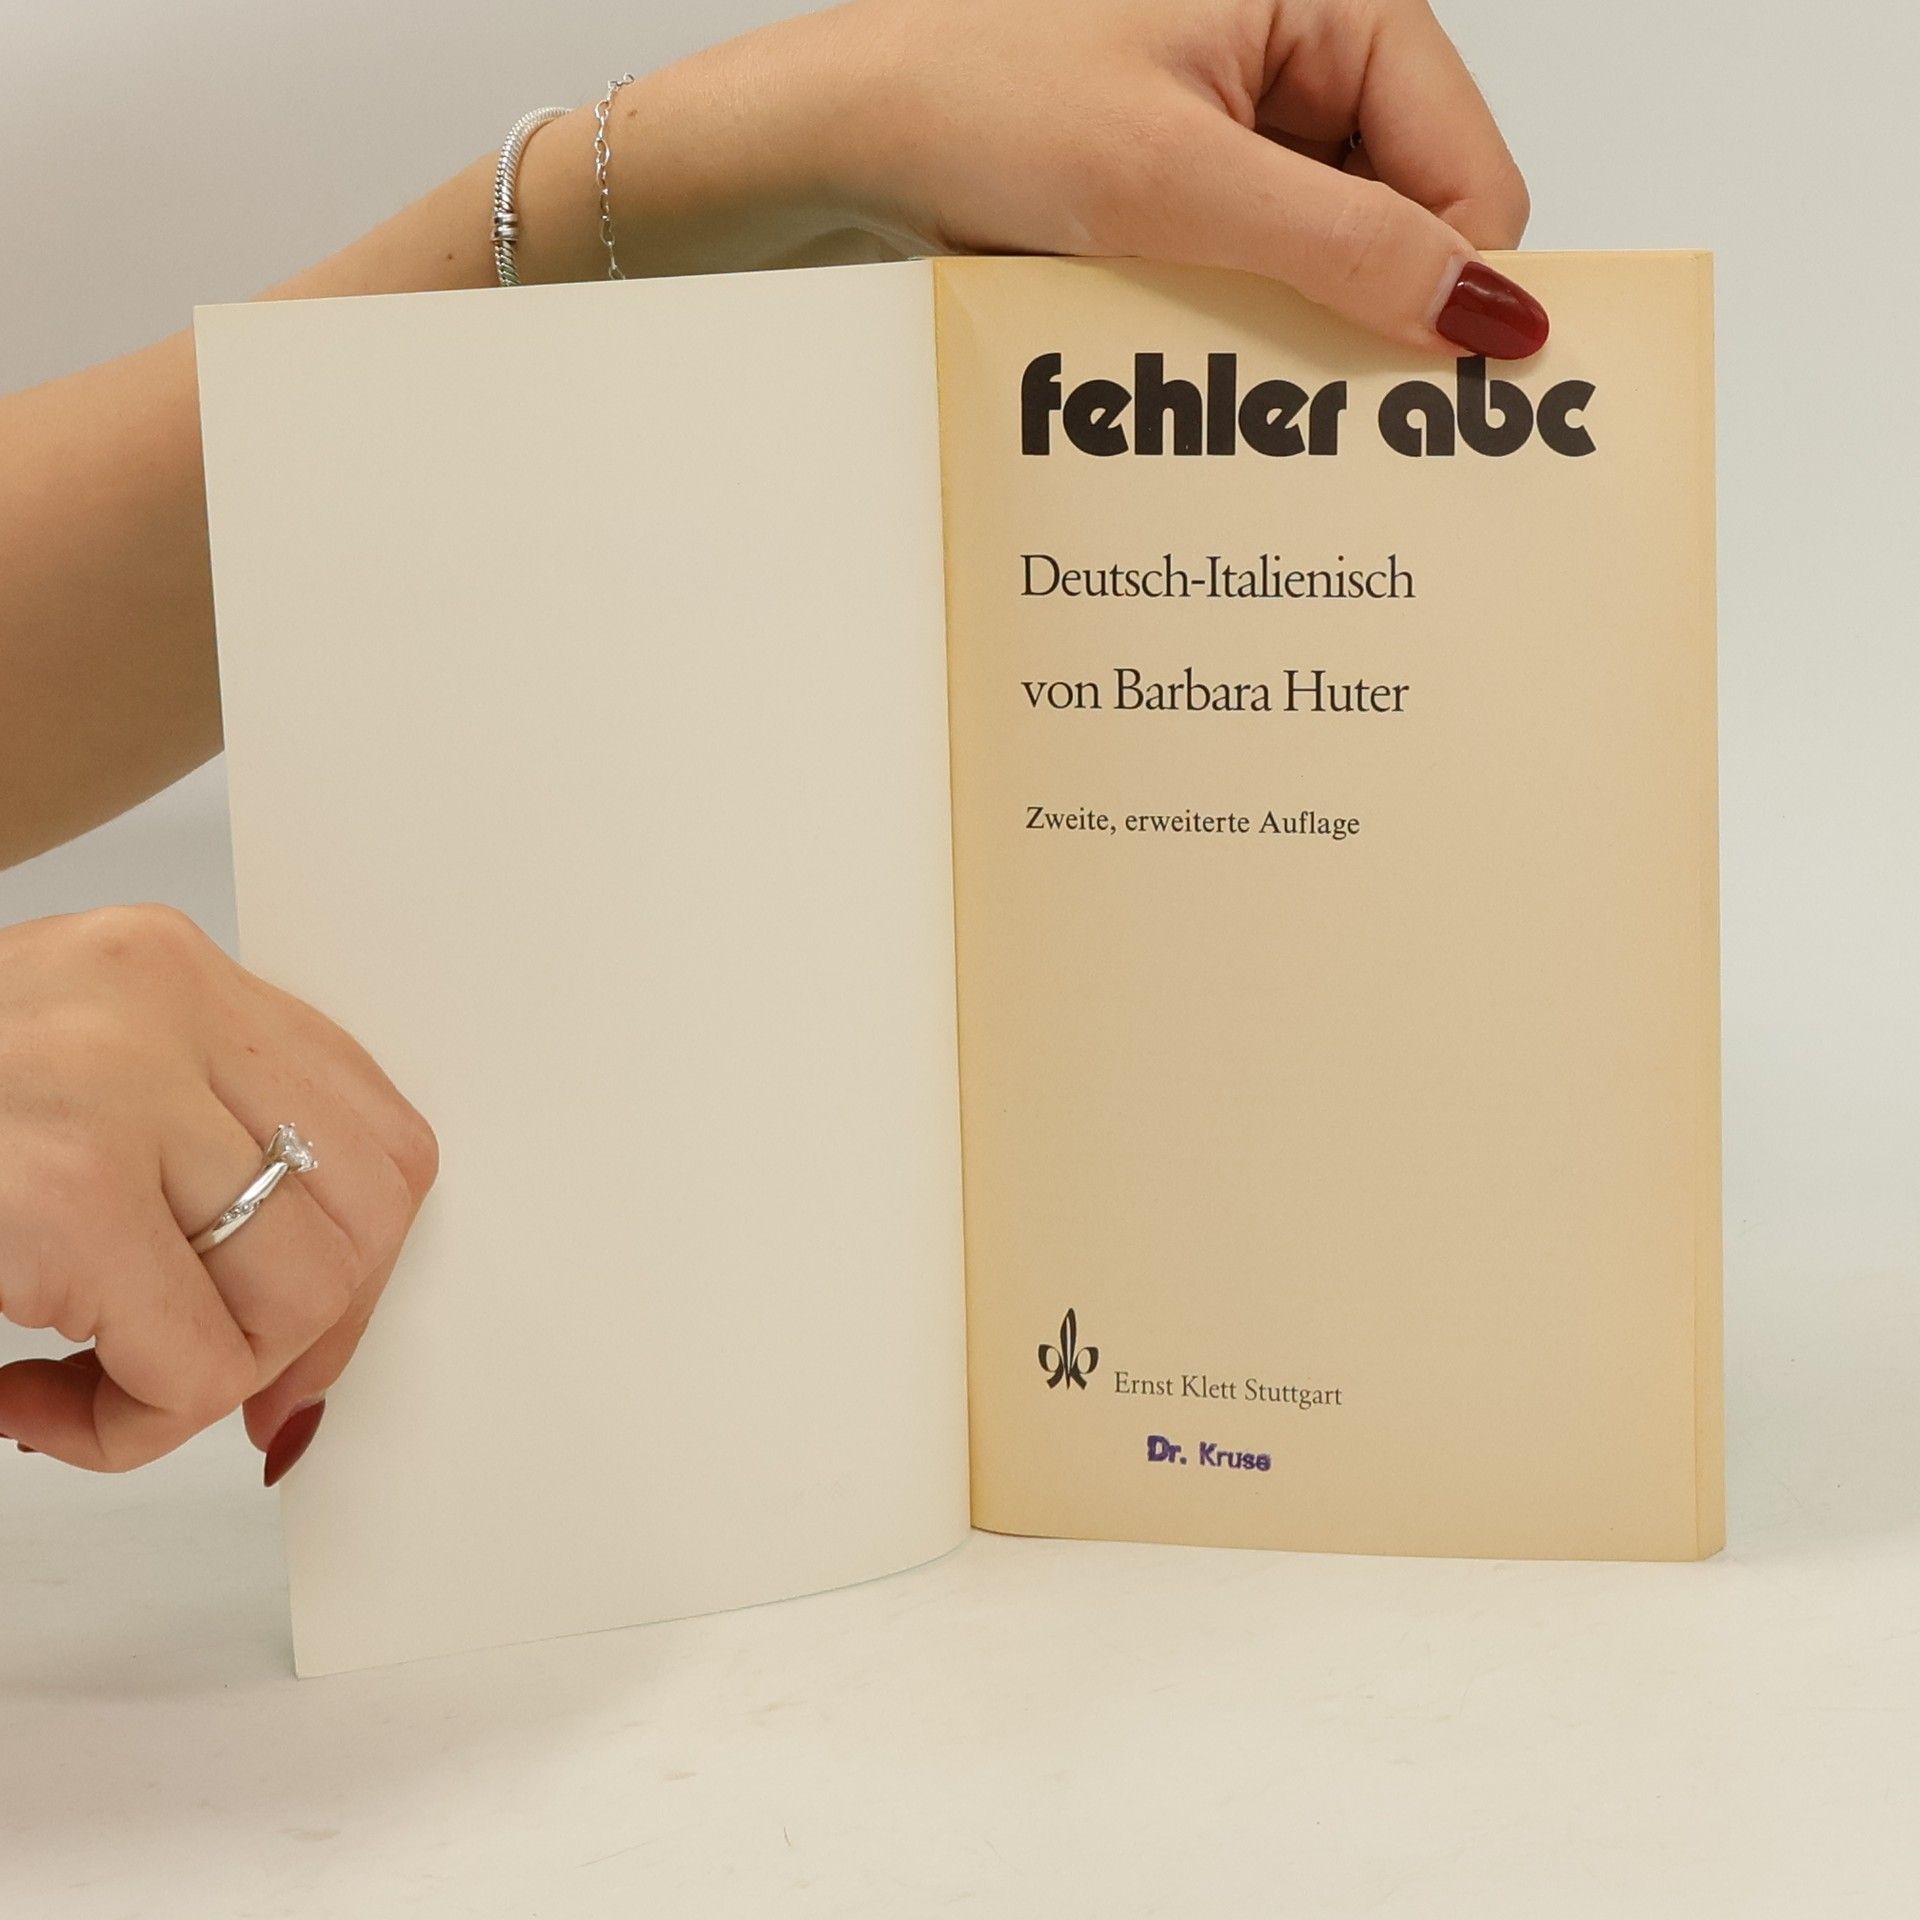 fehler abc
Deutsch-Italienisch
von Barbara Huter
Zweite, erweiterte Auflage
Ernst Klett Stuttgart
Dr. Kruse